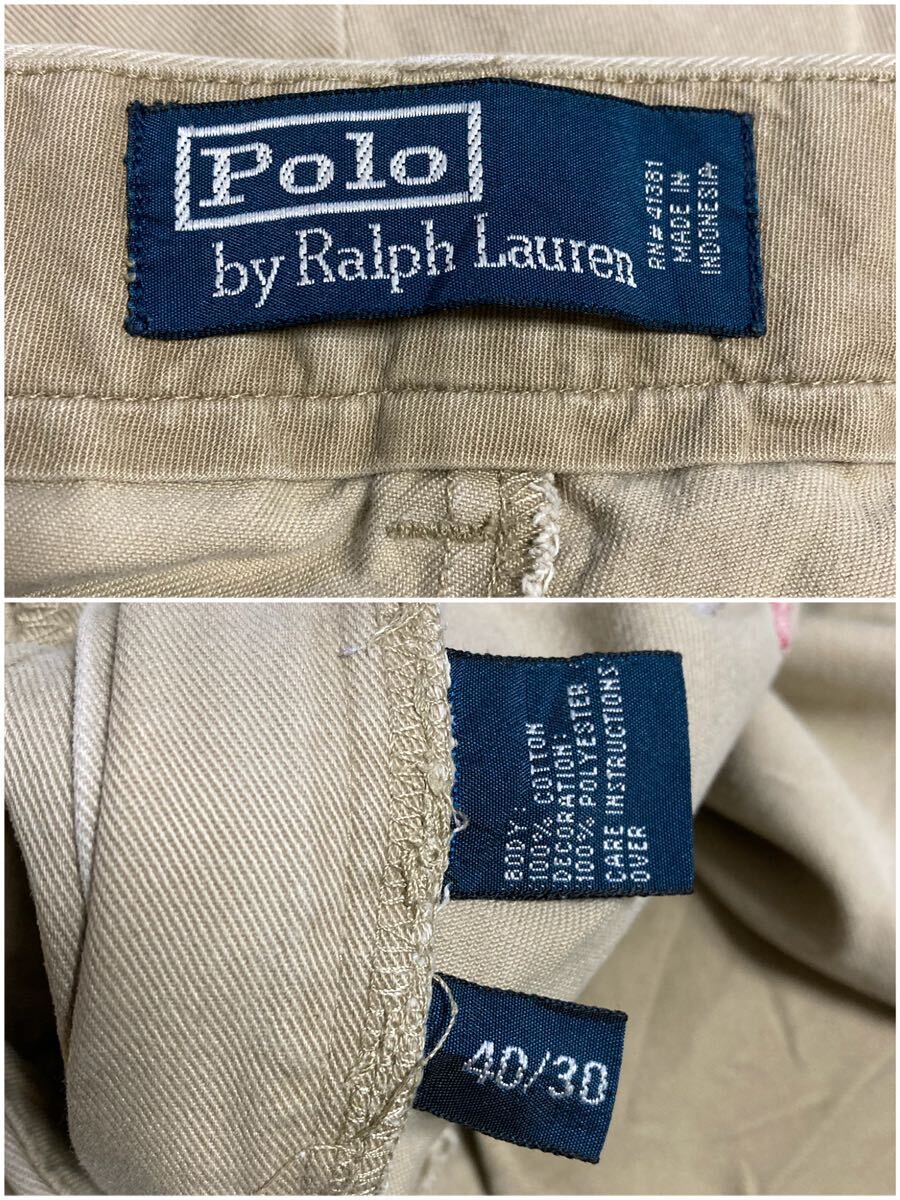 Polo
by Ralph Lauren
RN# 41381
MADE IN
INDONESIA
BODY:
100% COTTON
DECORATION:
100% POLYESTER
CARE INSTRUCTIONS
OVER
40/30